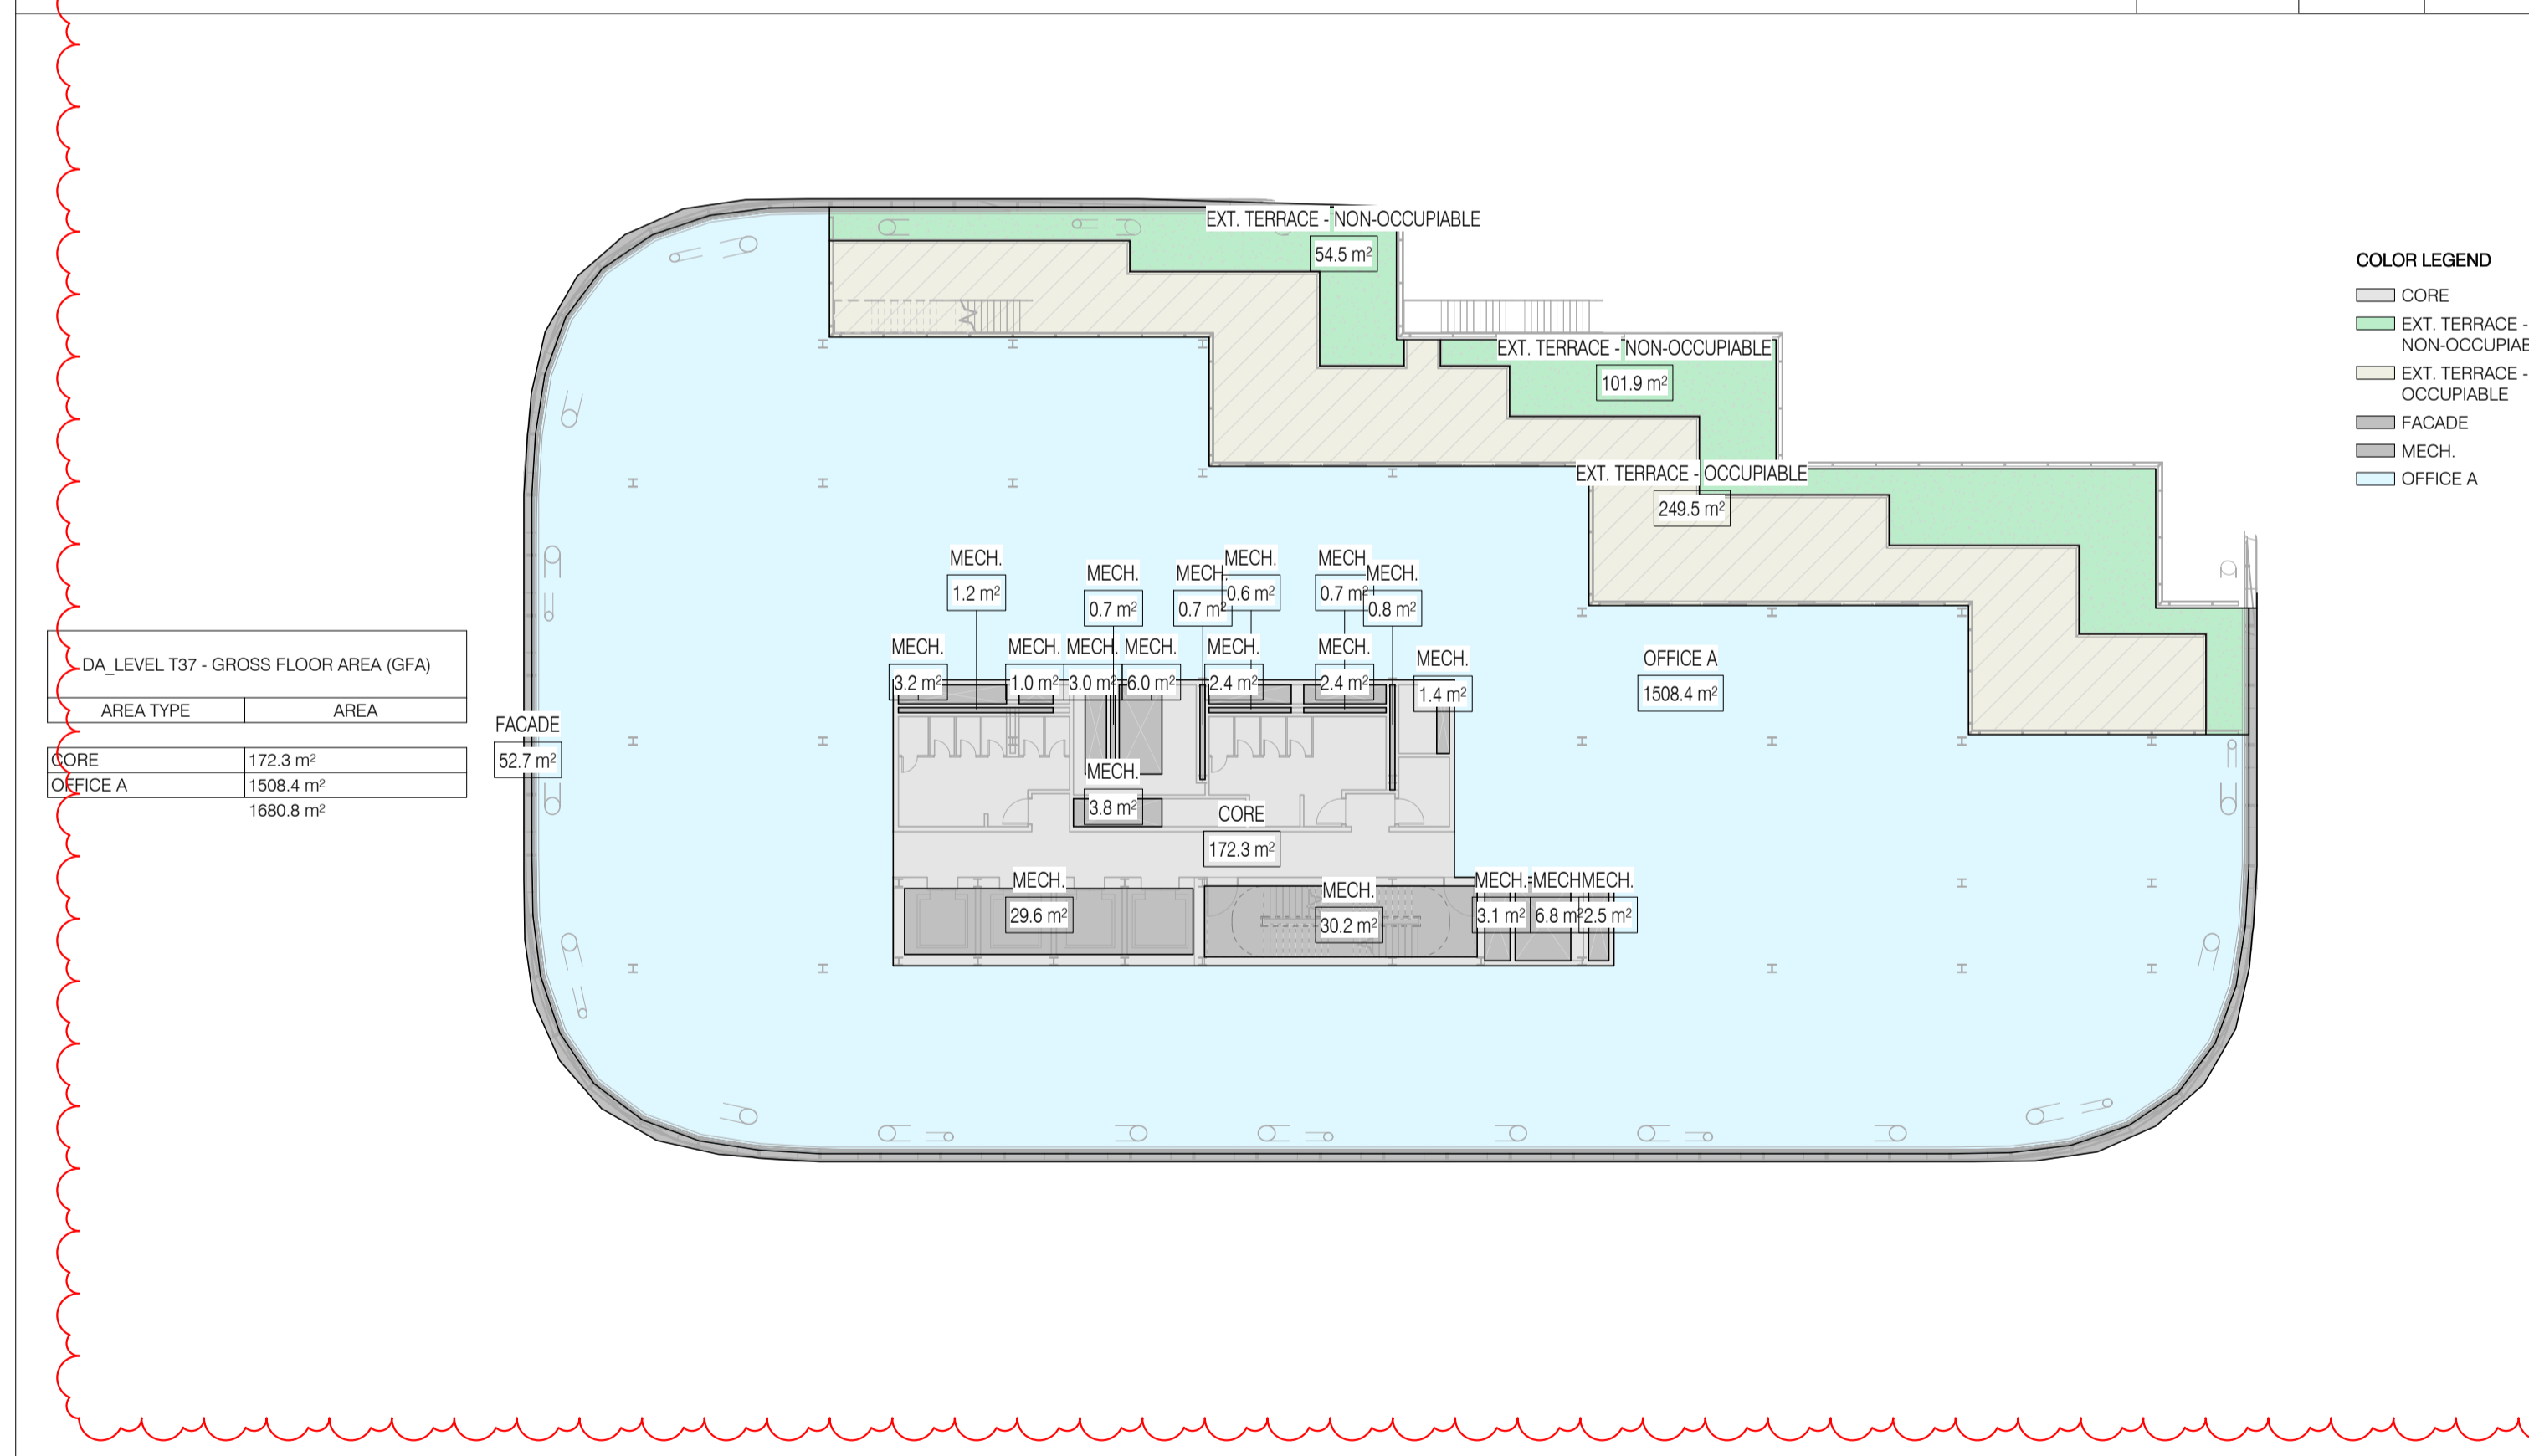 EXT. TERRACE - NON-OCCUPIABLE
54.5 m²
COLOR LEGEND
CORE
EXT. TERRACE -
EXT. TERRACE -
OCCUPIABLE
FACADE
MECH.
OFFICE A
EXT. TERRACE - NON-OCCUPIABLE
101.9 m²
EXT. TERRACE - OCCUPIABLE
249.5 m²
MECH.
1.2 m²
MECH.
0.7 m²
MECH.
0.7 m²
MECH.
0.6 m²
MECH.
0.7 m²
MECH.
0.8 m²
MECH.
3.2 m²
MECH.
1.0 m²
MECH.
3.0 m²
MECH.
6.0 m²
MECH.
2.4 m²
MECH.
2.4 m²
MECH.
1.4 m²
OFFICE A
1508.4 m²
DA_LEVEL T37 - GROSS FLOOR AREA (GFA)
AREA TYPE AREA
CORE 172.3 m²
OFFICE A 1508.4 m²
1680.8 m²
FACADE
52.7 m²
MECH.
3.8 m²
CORE
172.3 m²
MECH.
29.6 m²
MECH.
30.2 m²
MECH.
3.1 m²
MECH.
6.8 m²
MECH.
2.5 m²